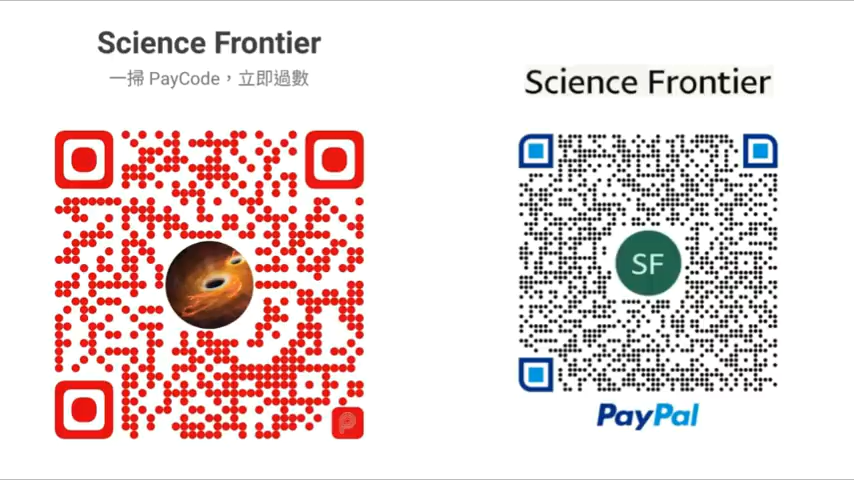 Science Frontier
一掃 PayCode，立即過數
Science Frontier
SF
PayPal